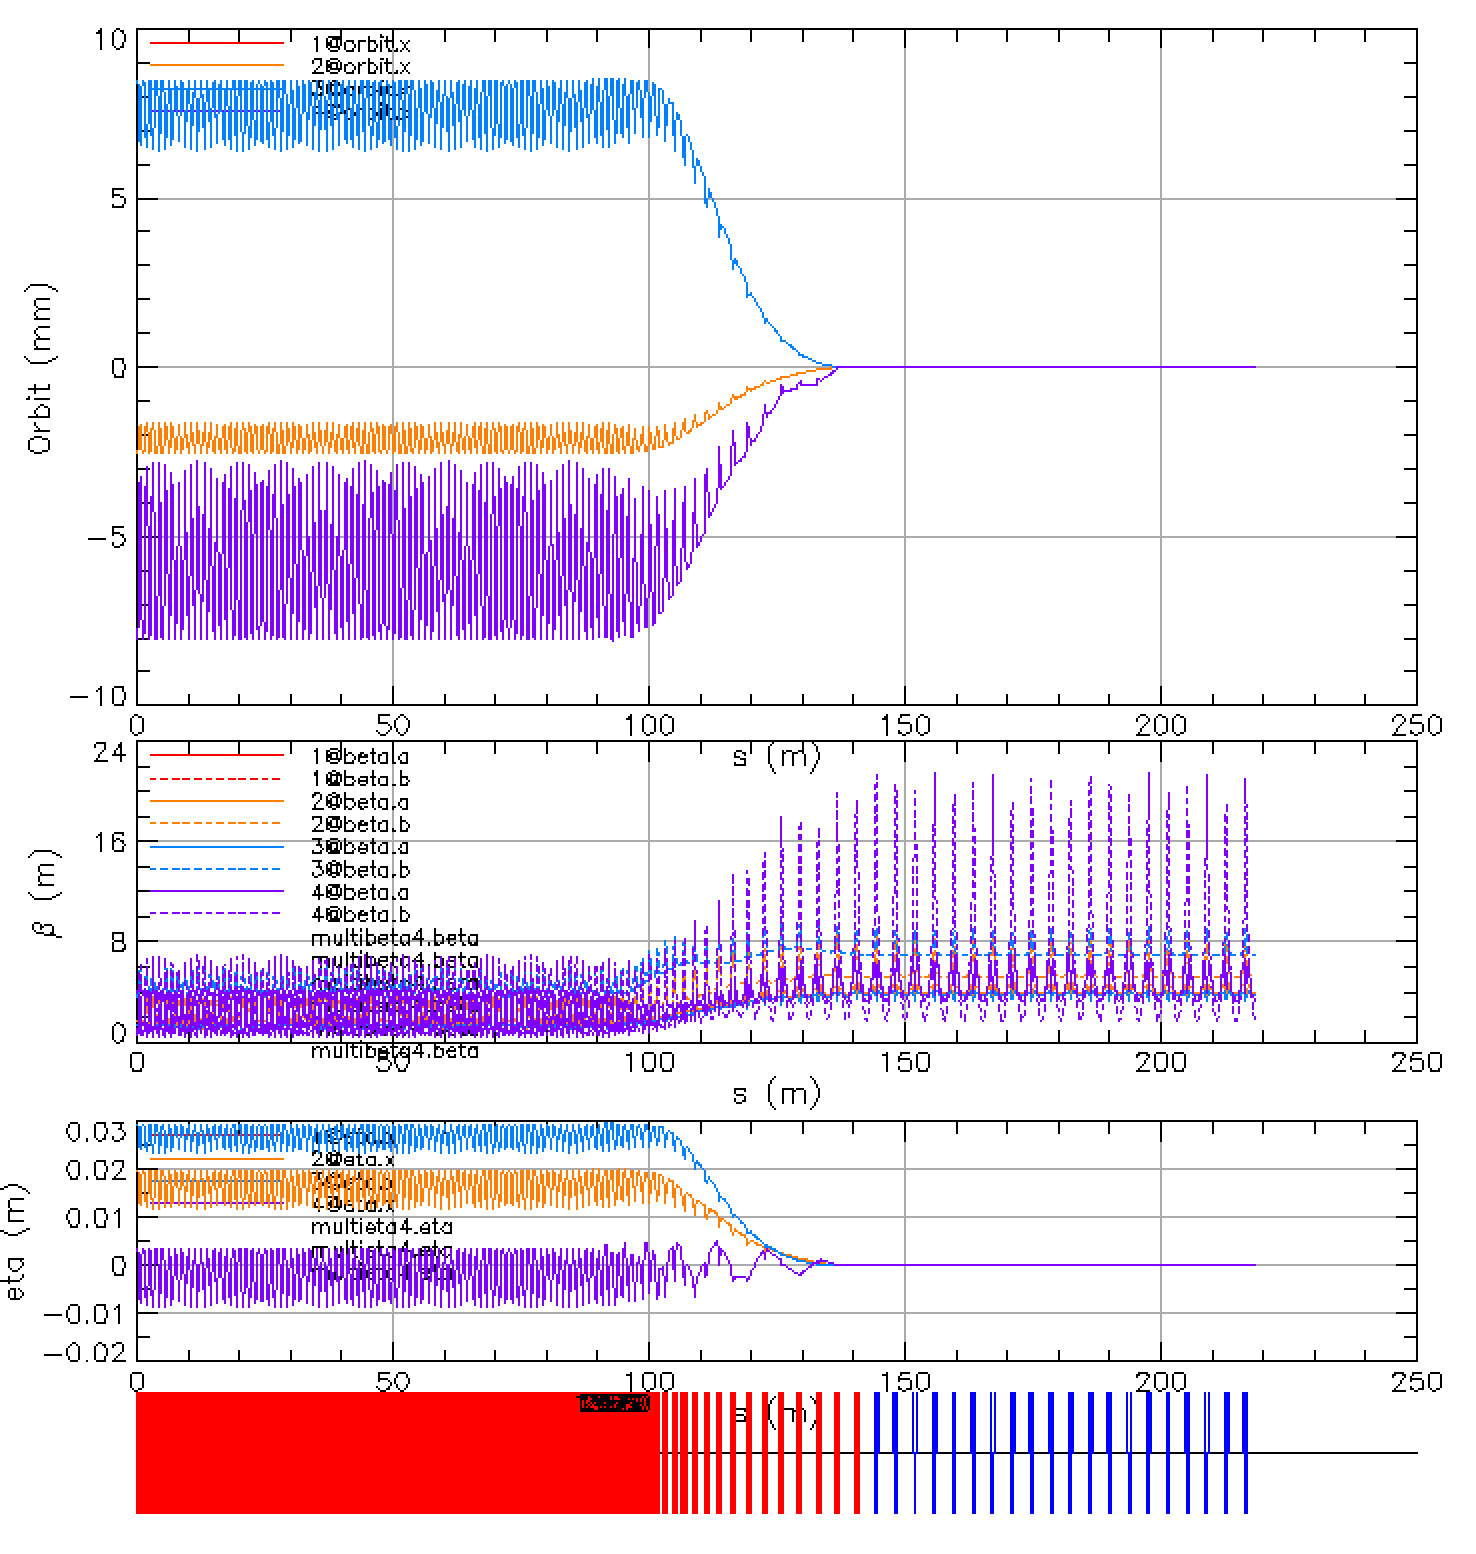 10
5
0
−5
−10
Orbit (mm)
1@orbit.x
2@orbit.x
0 50 100 150 200 250
s (m)
24
16
8
0
β (m)
1@beta.a
1@beta.b
2@beta.a
2@beta.b
3@beta.a
3@beta.b
4@beta.a
4@beta.b
multibeta4.beta
multibeta4.beta
multibeta4.beta
0 50 100 150 200 250
s (m)
0.03
0.02
0.01
0
−0.01
−0.02
eta (m)
2@eta.x
4@eta.x
multieta4.eta
multieta4.eta
0 50 100 150 200 250
s (m)